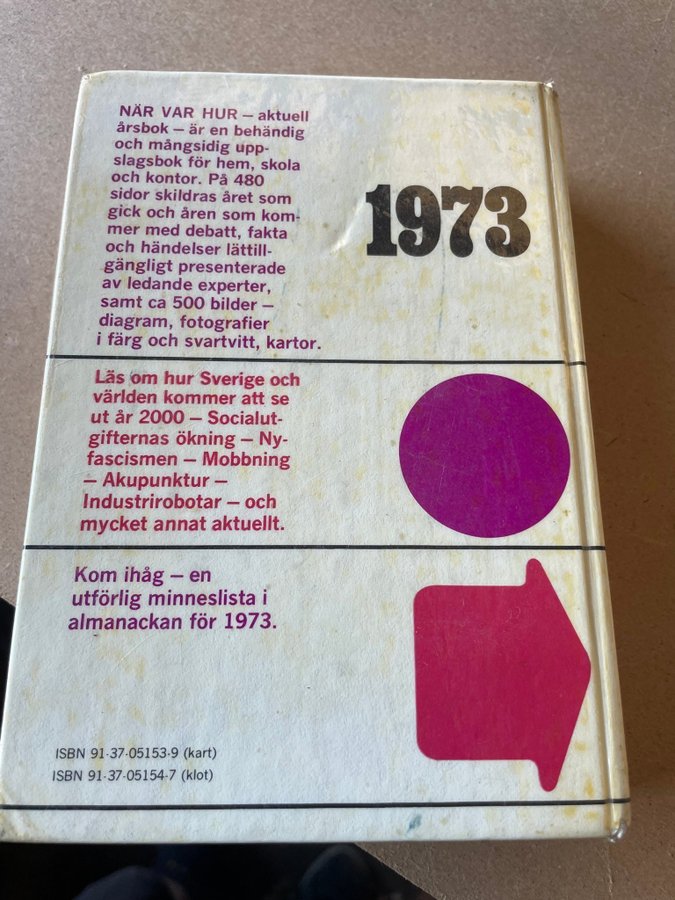 NÄR VAR HUR – aktuell
årsbok – är en behändig
och mångsidig upp-
slagsbok för hem, skola
och kontor. På 480
sidor skildras året som
gick och åren som kom-
mer med debatt, fakta
och händelser lättill-
gängligt presenterade
av ledande experter,
samt ca 500 bilder –
diagram, fotografier
i färg och svartvitt, kartor.
1973
Läs om hur Sverige och
världen kommer att se
ut år 2000 – Socialut-
gifternas ökning – Ny-
fascismen – Mobbning
– Akupunktur –
Industrirobotar – och
mycket annat aktuellt.
Kom ihåg – en
utförlig minneslista i
almanackan för 1973.
ISBN 91-37-05153-9 (kart)
ISBN 91-37-05154-7 (klot)